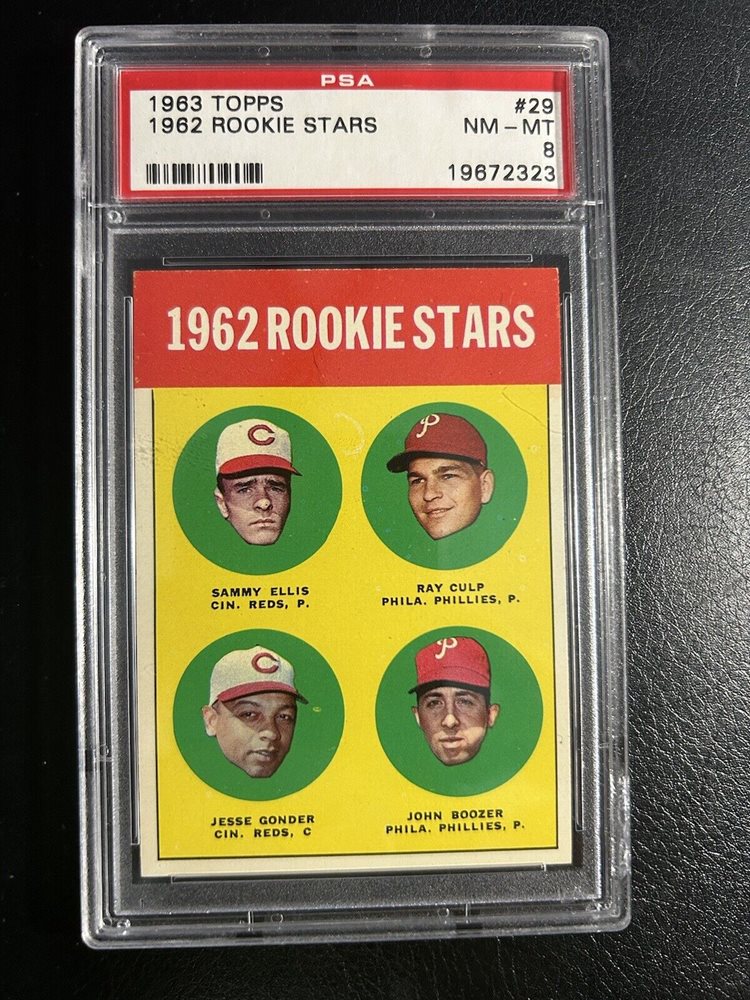 PSA
1963 TOPPS #29
1962 ROOKIE STARS NM - MT
8
19672323
1962 ROOKIE STARS
C
P
SAMMY ELLIS
CIN. REDS, P.
RAY CULP
PHILA. PHILLIES, P.
C
P
JESSE GONDER
CIN. REDS, C
JOHN BOOZER
PHILA. PHILLIES, P.